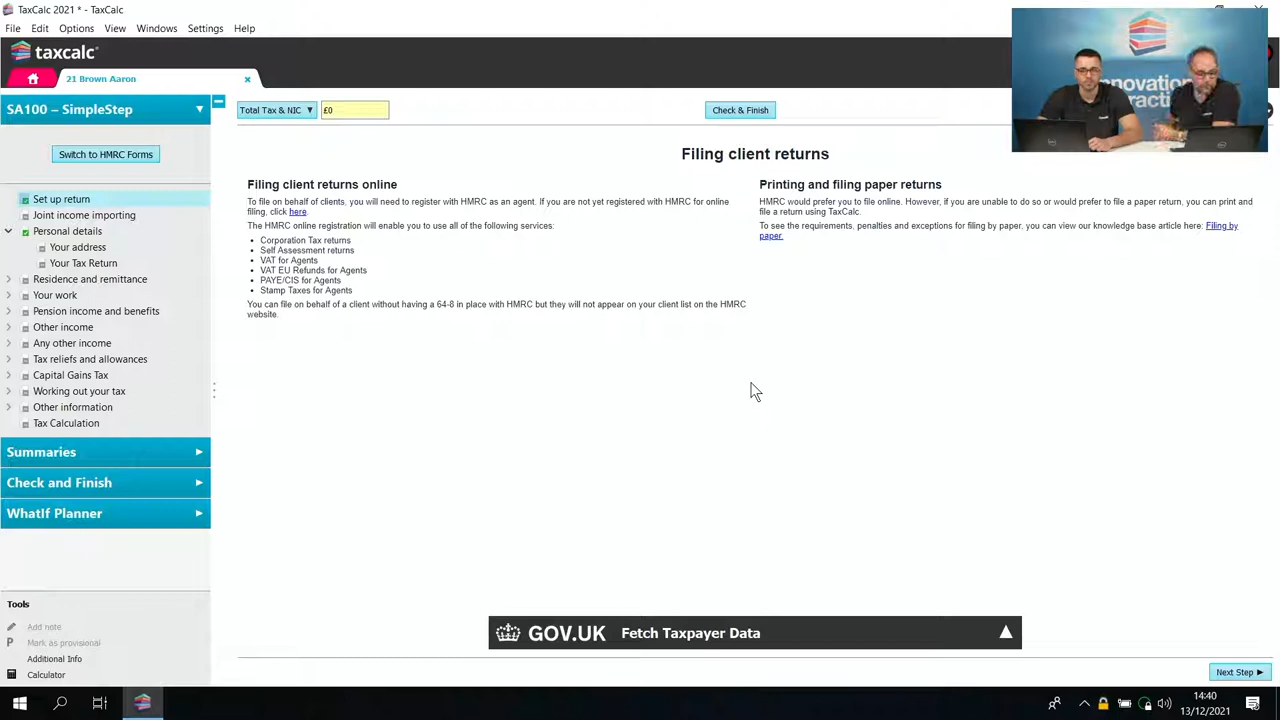 TaxCalc 2021 * - TaxCalc
File Edit Options View Windows Settings Help
taxcalc
21 Brown Aaron
SA100 – SimpleStep
Total Tax & NIC £0
Check & Finish
Switch to HMRC Forms
Filing client returns
Set up return
Joint income importing
Personal details
Your address
Your Tax Return
Residence and remittance
Your work
Pension income and benefits
Other income
Any other income
Tax reliefs and allowances
Capital Gains Tax
Working out your tax
Other information
Tax Calculation
Summaries
Check and Finish
WhatIf Planner
Tools
Add note
P Mark as provisional
Additional Info
Calculator
Filing client returns online
To file on behalf of clients, you will need to register with HMRC as an agent. If you are not yet registered with HMRC for online
filing, click here.
The HMRC online registration will enable you to use all of the following services:
• Corporation Tax returns
• Self Assessment returns
• VAT for Agents
• VAT EU Refunds for Agents
• PAYE/CIS for Agents
• Stamp Taxes for Agents
You can file on behalf of a client without having a 64-8 in place with HMRC but they will not appear on your client list on the HMRC
website.
Printing and filing paper returns
HMRC would prefer you to file online. However, if you are unable to do so or would prefer to file a paper return, you can print and
file a return using TaxCalc.
To see the requirements, penalties and exceptions for filing by paper, you can view our knowledge base article here: Filing by
paper.
GOV.UK Fetch Taxpayer Data
Next Step
14:40
13/12/2021